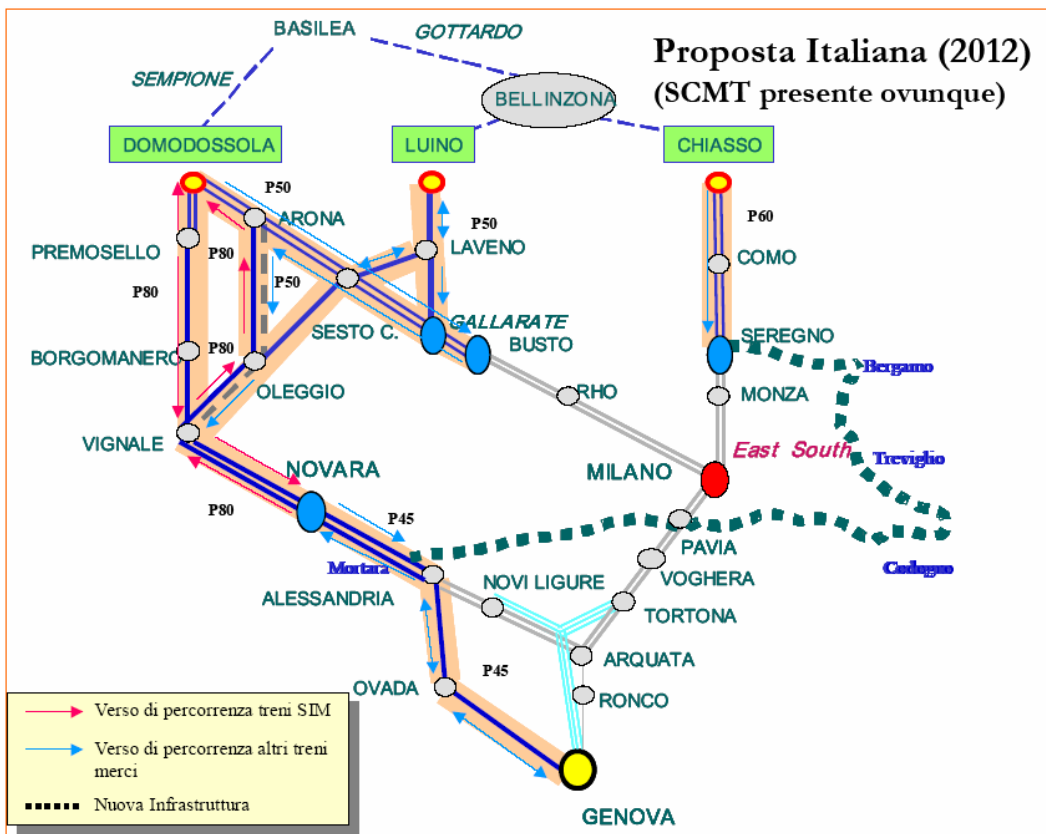 BASILEA
GOTTARDO
SEMPIONE
BELLINZONA
Proposta Italiana (2012)
(SCMT presente ovunque)
DOMODOSSOLA
LUINO
CHIASSO
P50
ARONA
P50
P60
PREMOSELLO
P80
LAVENO
COMO
P80
P50
SESTO C.
GALLARATE
BUSTO
SEREGNO
BORGOMANERO
P80
OLEGGIO
RHO
Bergamo
MONZA
VIGNALE
NOVARA
MILANO
East South
Treviglio
P80
P45
PAVIA
Mortara
Codogno
VOGHERA
ALESSANDRIA
NOVI LIGURE
TORTONA
ARQUATA
P45
OVADA
RONCO
GENOVA
Verso di percorrenza treni SIM
Verso di percorrenza altri treni
merci
Nuova Infrastruttura